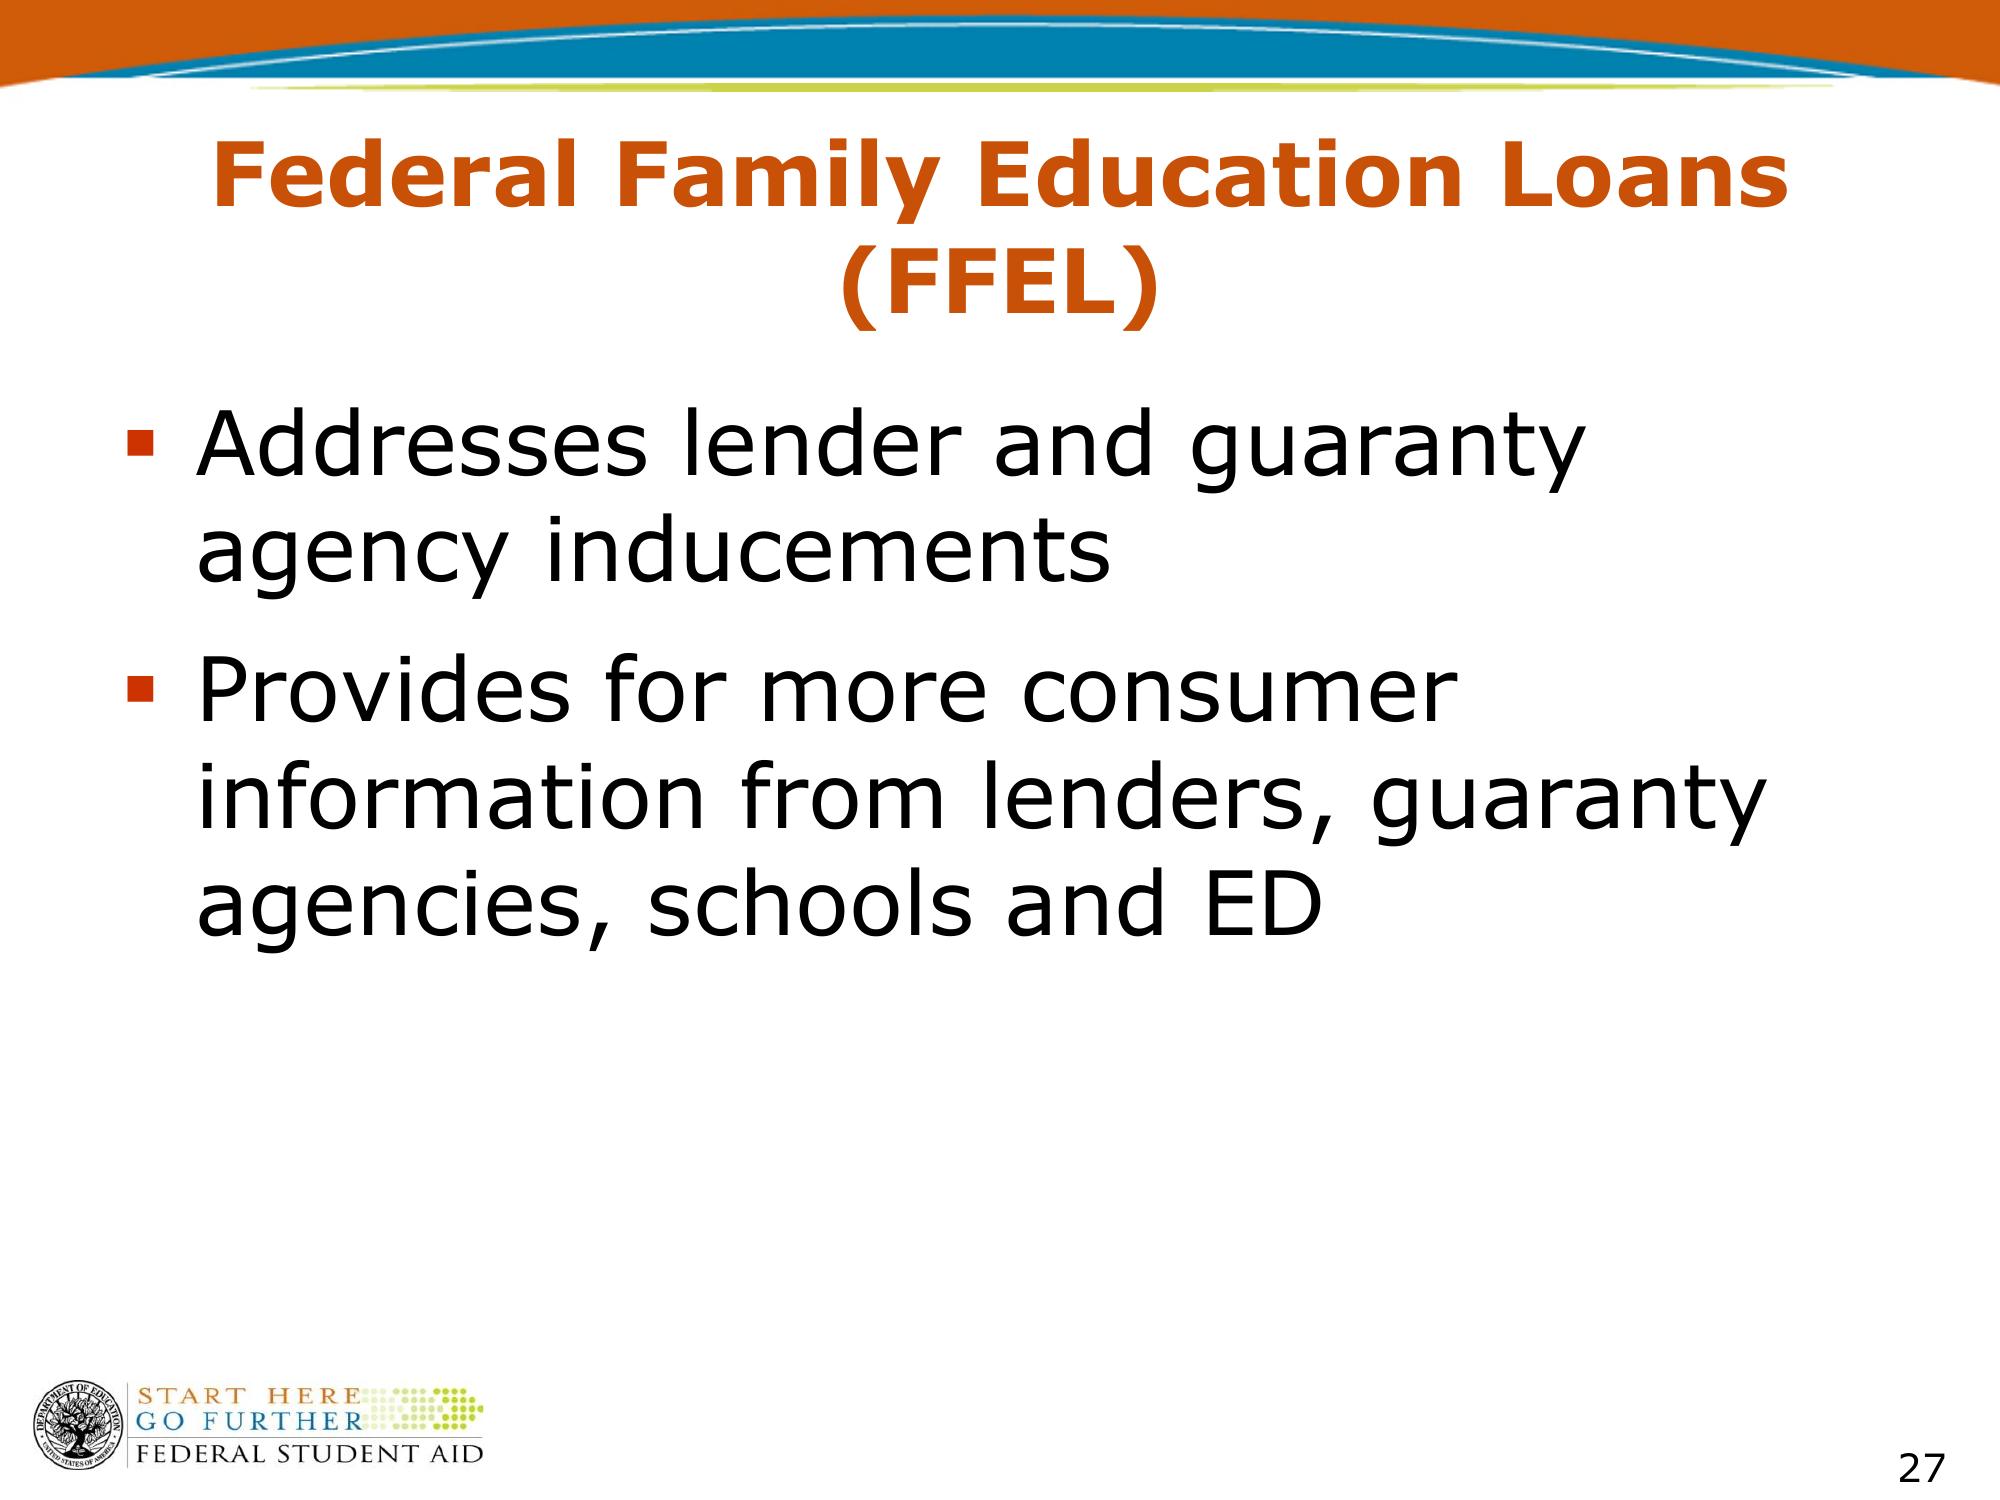 Federal Family Education Loans
(FFEL)
▪ Addresses lender and guaranty
agency inducements
▪ Provides for more consumer
information from lenders, guaranty
agencies, schools and ED
DEPARTMENT OF EDUCATION
UNITED STATES OF AMERICA
START HERE
GO FURTHER
FEDERAL STUDENT AID
27